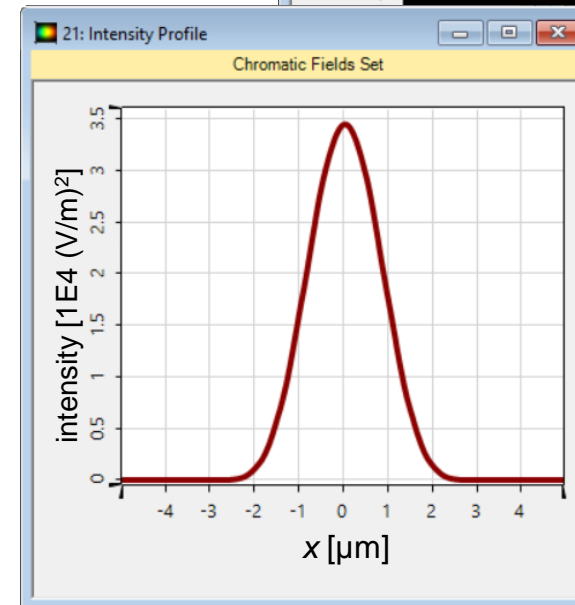 21: Intensity Profile
Chromatic Fields Set
intensity [1E4 (V/m)²]
3.5
3
2.5
2
1.5
1
0.5
0
-4 -3 -2 -1 0 1 2 3 4
x [µm]